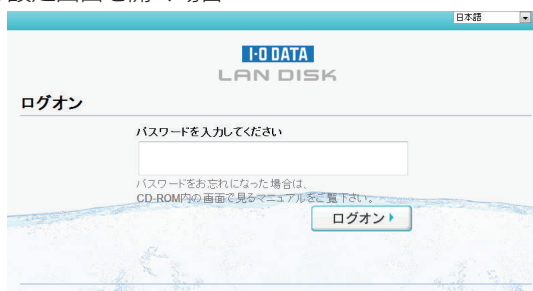 設定画面を開く場合
日本語
I-O DATA
LAN DISK
ログオン
パスワードを入力してください
パスワードをお忘れになった場合は、
CD-ROM内の画面で見るマニュアルをご覧下さい。
ログオン